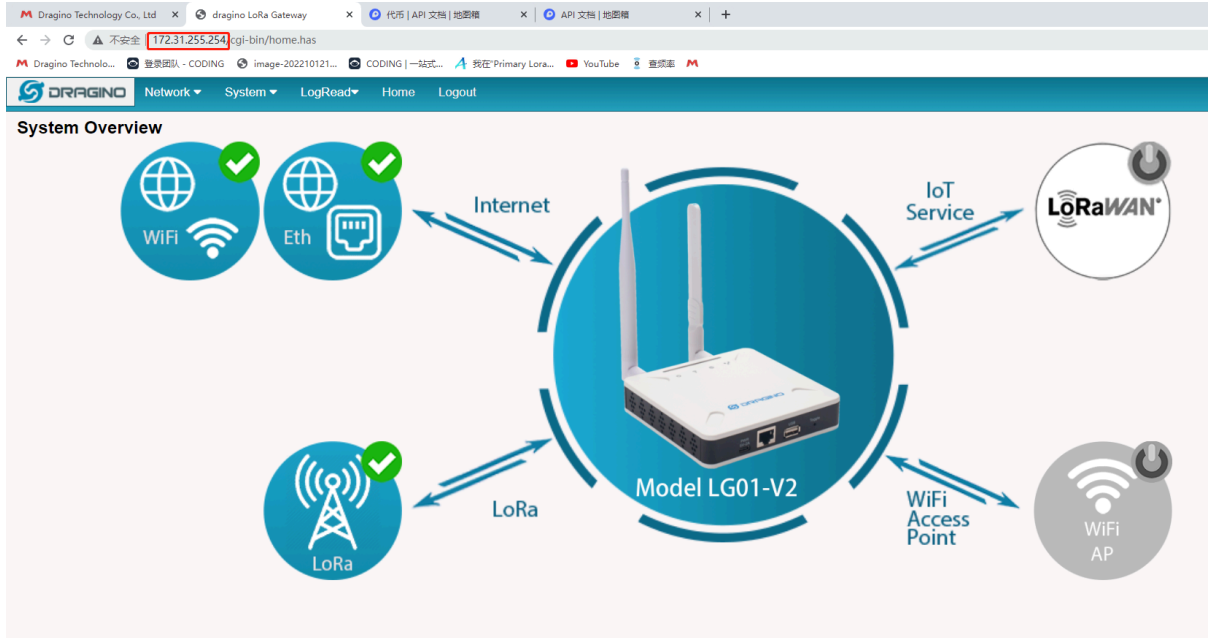 Dragino Technology Co., Ltd × dragino LoRa Gateway × 代币 | API 文档 | 地图猫 × API 文档 | 地图猫 × +
不安全 | 172.31.255.254/cgi-bin/home.has
Dragino Technolo... 登录团队 - CODING image-202210121... CODING | 一站式... 我在"Primary Lora... YouTube 查频率
DRAGINO Network System LogRead Home Logout
System Overview
WiFi
Eth
Internet
IoT
Service
LoRaWAN
Model LG01-V2
LoRa
LoRa
WiFi
Access
Point
WiFi
AP